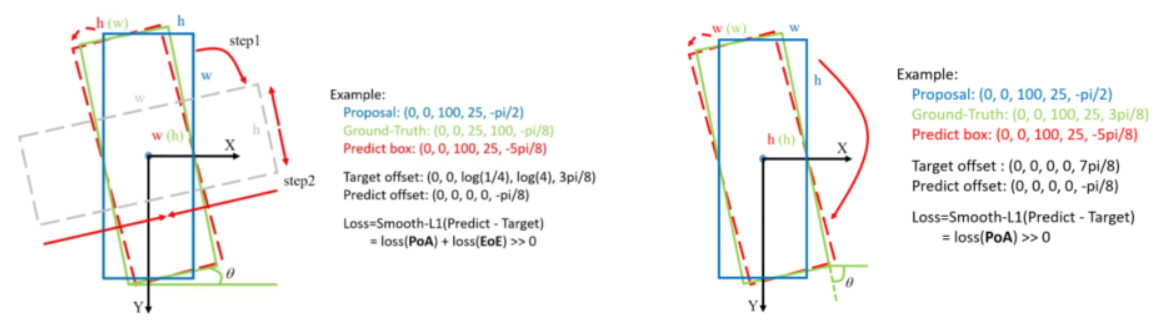 h (w) h
step1
w
w
h
w (h)
X
step2
θ
Y
Example:
Proposal: (0, 0, 100, 25, -pi/2)
Ground-Truth: (0, 0, 25, 100, -pi/8)
Predict box: (0, 0, 100, 25, -5pi/8)
Target offset: (0, 0, log(1/4), log(4), 3pi/8)
Predict offset: (0, 0, 0, 0, -pi/8)
Loss=Smooth-L1(Predict - Target)
= loss(PoA) + loss(EoE) >> 0
w (w) w
h
h (h)
X
θ
Y
Example:
Proposal: (0, 0, 100, 25, -pi/2)
Ground-Truth: (0, 0, 100, 25, 3pi/8)
Predict box: (0, 0, 100, 25, -5pi/8)
Target offset : (0, 0, 0, 0, 7pi/8)
Predict offset: (0, 0, 0, 0, -pi/8)
Loss=Smooth-L1(Predict - Target)
= loss(PoA) >> 0